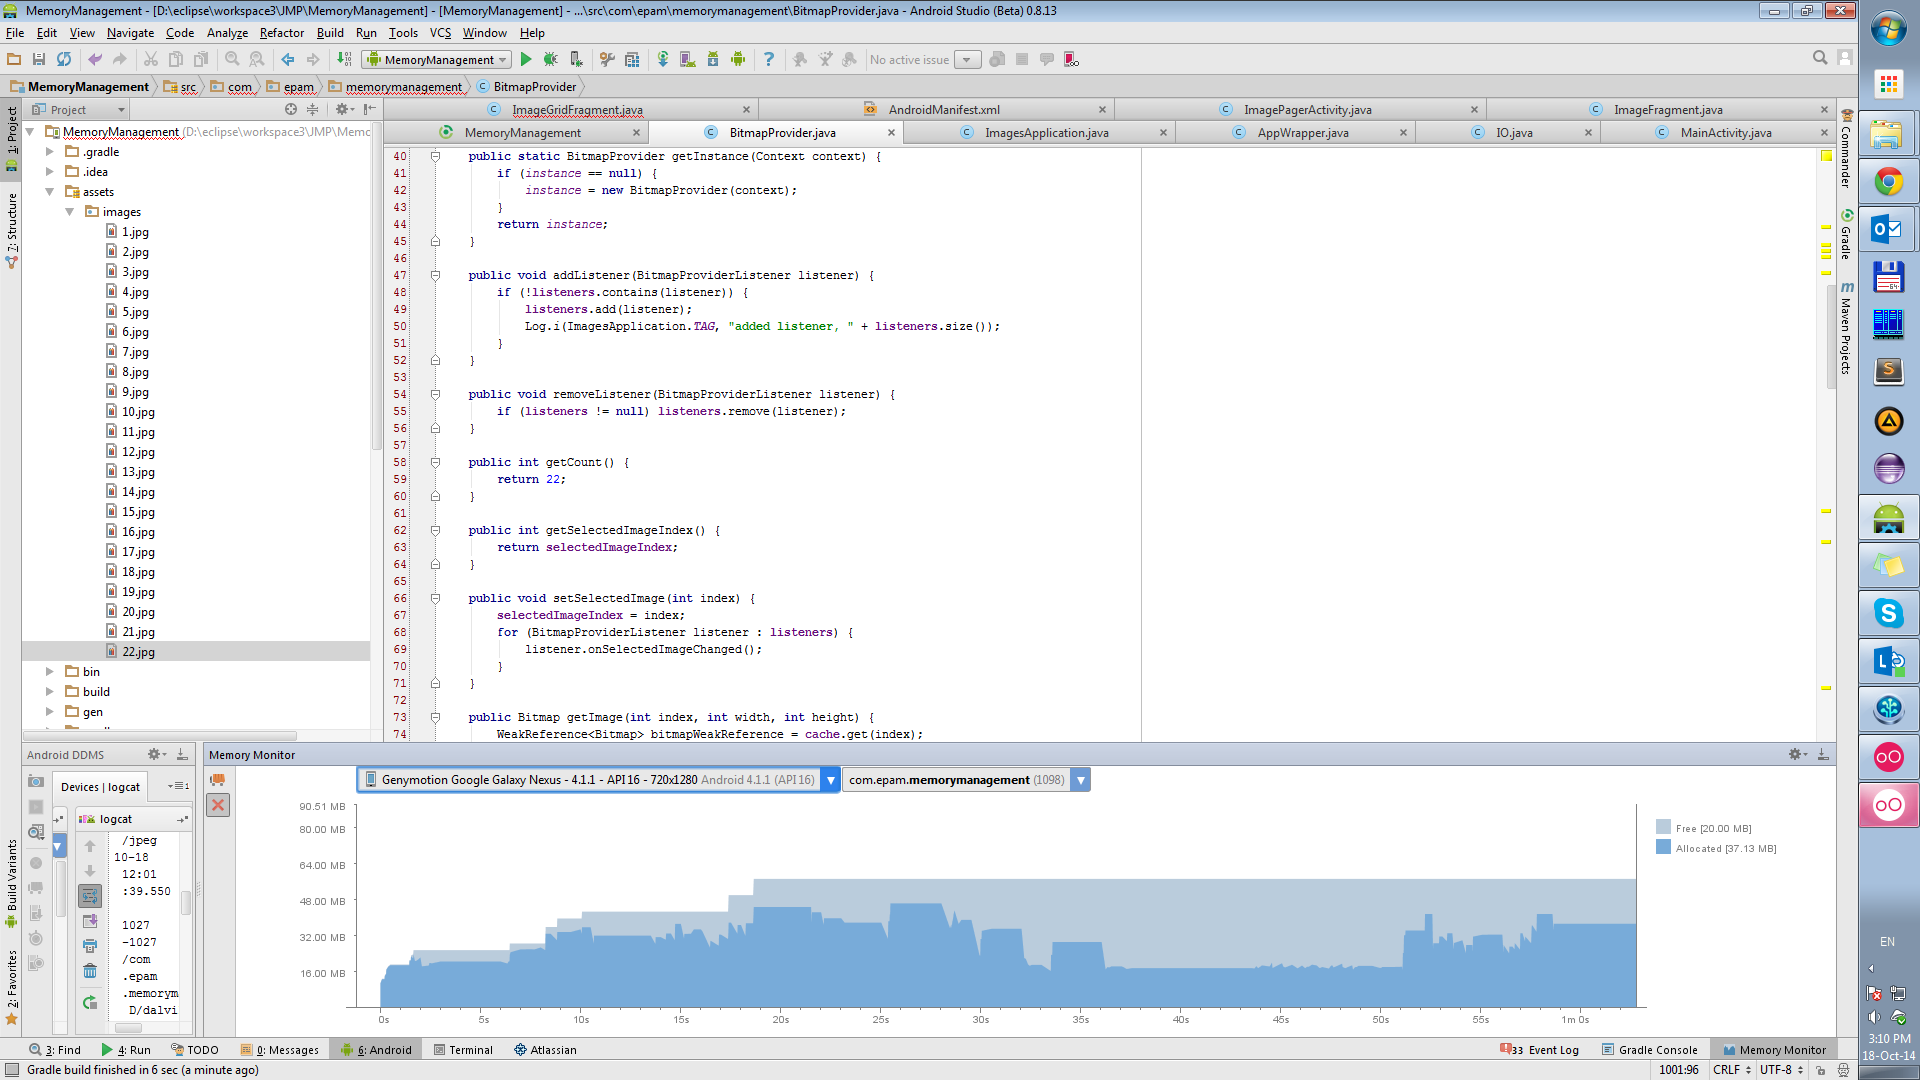 MemoryManagement - [D:\eclipse\workspace3\JMP\MemoryManagement] - [MemoryManagement] - ...\src\com\epam\memorymanagement\BitmapProvider.java - Android Studio (Beta) 0.8.13
File Edit View Navigate Code Analyze Refactor Build Run Tools VCS Window Help
MemoryManagement
No active issue
MemoryManagement src com epam memorymanagement BitmapProvider
Project
ImageGridFragment.java AndroidManifest.xml ImagePagerActivity.java ImageFragment.java
MemoryManagement BitmapProvider.java ImagesApplication.java AppWrapper.java IO.java MainActivity.java
1: Project
7: Structure
Build Variants
2: Favorites
MemoryManagement (D:\eclipse\workspace3\JMP\Memo
.gradle
.idea
assets
images
1.jpg
2.jpg
3.jpg
4.jpg
5.jpg
6.jpg
7.jpg
8.jpg
9.jpg
10.jpg
11.jpg
12.jpg
13.jpg
14.jpg
15.jpg
16.jpg
17.jpg
18.jpg
19.jpg
20.jpg
21.jpg
22.jpg
bin
build
gen
40 public static BitmapProvider getInstance(Context context) {
41 if (instance == null) {
42 instance = new BitmapProvider(context);
43 }
44 return instance;
45 }
46
47 public void addListener(BitmapProviderListener listener) {
48 if (!listeners.contains(listener)) {
49 listeners.add(listener);
50 Log.i(ImagesApplication.TAG, "added listener, " + listeners.size());
51 }
52 }
53
54 public void removeListener(BitmapProviderListener listener) {
55 if (listeners != null) listeners.remove(listener);
56 }
57
58 public int getCount() {
59 return 22;
60 }
61
62 public int getSelectedImageIndex() {
63 return selectedImageIndex;
64 }
65
66 public void setSelectedImage(int index) {
67 selectedImageIndex = index;
68 for (BitmapProviderListener listener : listeners) {
69 listener.onSelectedImageChanged();
70 }
71 }
72
73 public Bitmap getImage(int index, int width, int height) {
74 WeakReference<Bitmap> bitmapWeakReference = cache.get(index);
Commander
Gradle
m Maven Projects
Android DDMS
Devices | logcat
logcat
/jpeg
10-18
12:01
:39.550
1027
-1027
/com
.epam
.memorym
D/dalvi
Memory Monitor
Genymotion Google Galaxy Nexus - 4.1.1 - API 16 - 720x1280 Android 4.1.1 (API 16)
com.epam.memorymanagement (1098)
90.51 MB
80.00 MB
64.00 MB
48.00 MB
32.00 MB
16.00 MB
0s 5s 10s 15s 20s 25s 30s 35s 40s 45s 50s 55s 1m 0s
Free [20.00 MB]
Allocated [37.13 MB]
3: Find 4: Run TODO 0: Messages 6: Android Terminal Atlassian
33 Event Log Gradle Console Memory Monitor
Gradle build finished in 6 sec (a minute ago)
1001:96 CRLF UTF-8
EN
3:10 PM
18-Oct-14